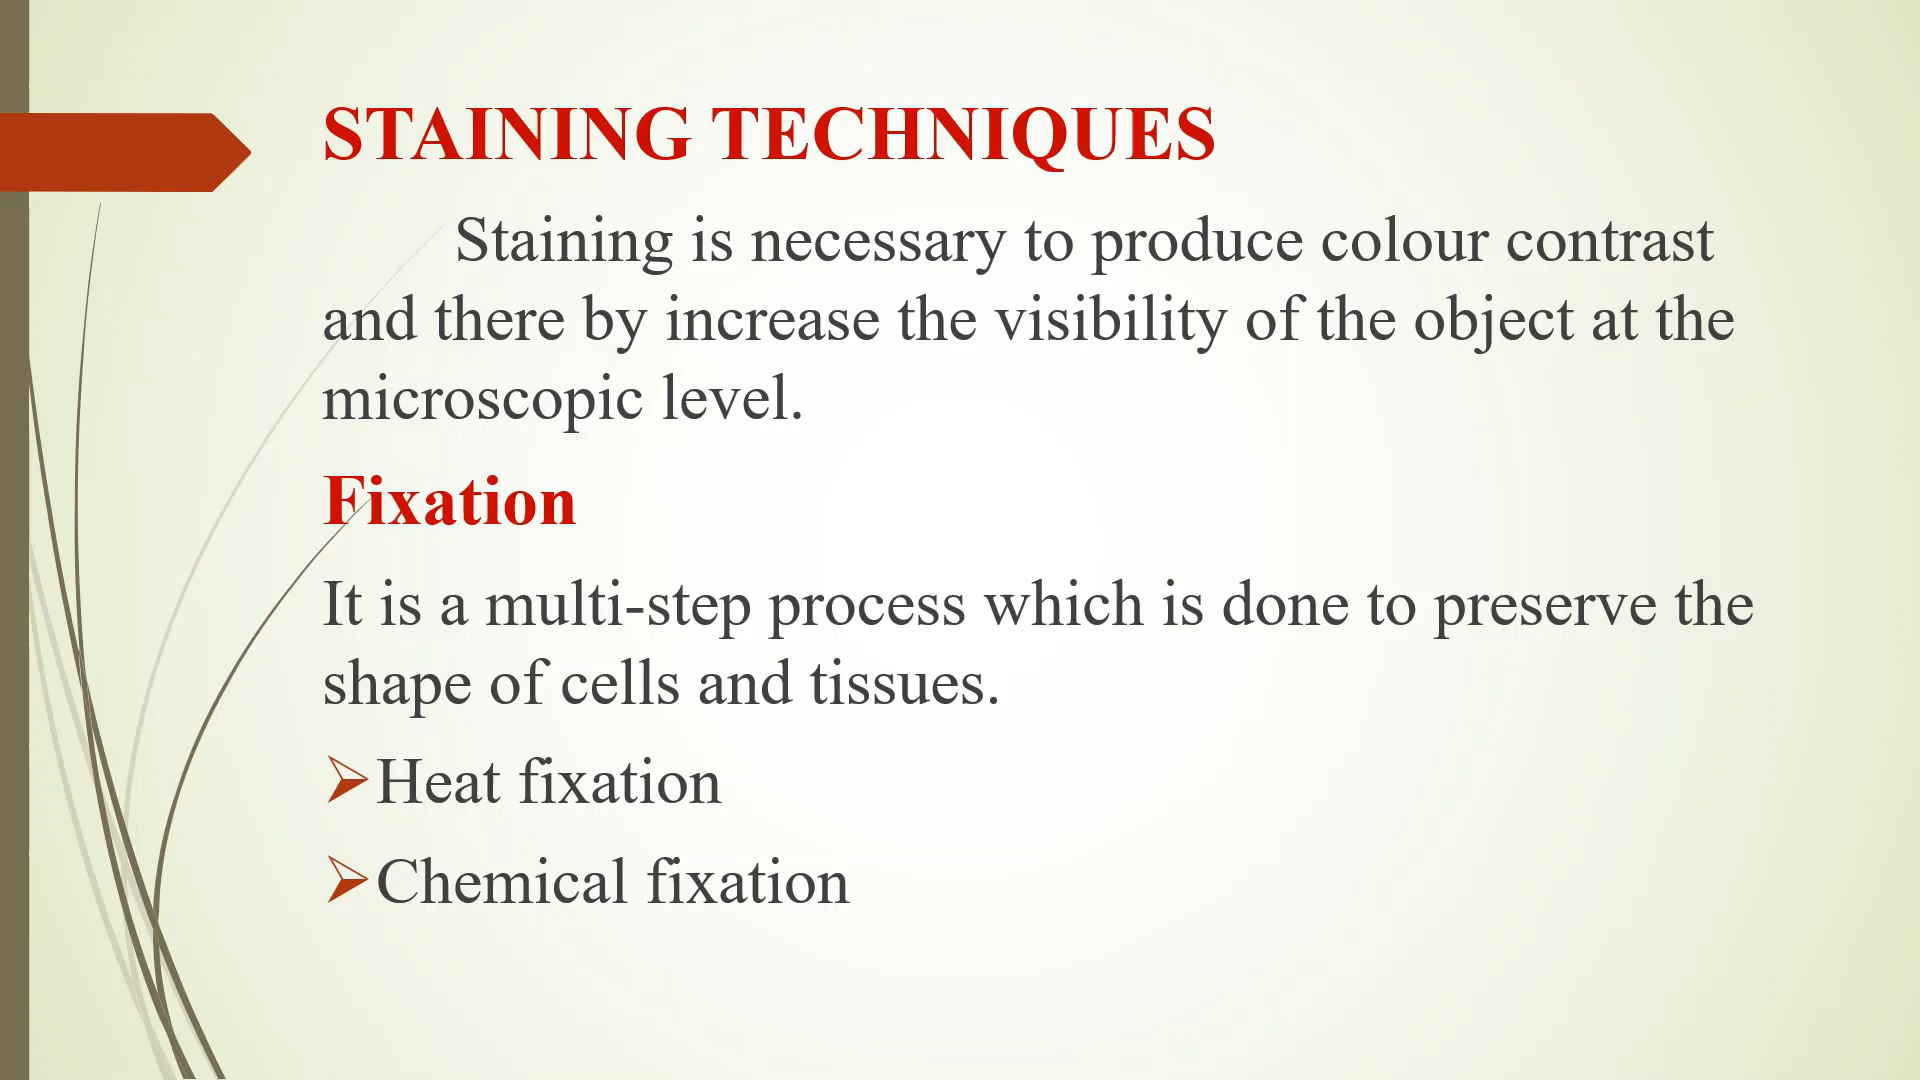 STAINING TECHNIQUES
Staining is necessary to produce colour contrast
and there by increase the visibility of the object at the
microscopic level.
Fixation
It is a multi-step process which is done to preserve the
shape of cells and tissues.
Heat fixation
Chemical fixation